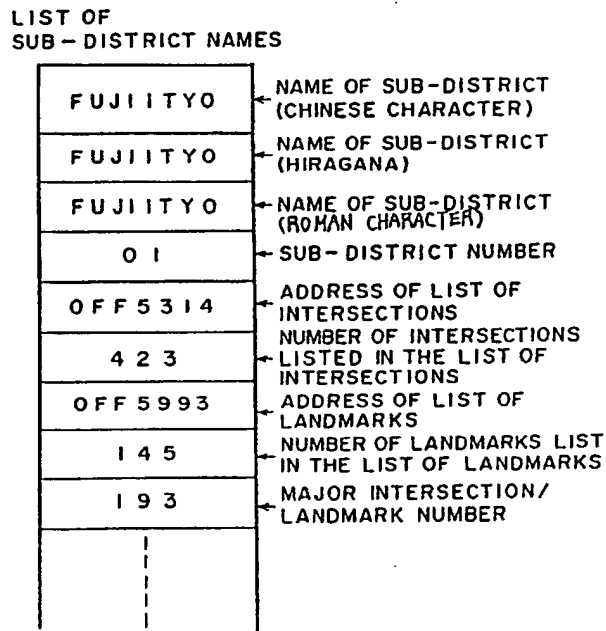 LIST OF
SUB-DISTRICT NAMES
FUJIITYO
NAME OF SUB-DISTRICT
(CHINESE CHARACTER)
FUJIITYO
NAME OF SUB-DISTRICT
(HIRAGANA)
FUJIITYO
NAME OF SUB-DISTRICT
(ROMAN CHARACTER)
01
SUB-DISTRICT NUMBER
OFF5314
ADDRESS OF LIST OF
INTERSECTIONS
423
NUMBER OF INTERSECTIONS
LISTED IN THE LIST OF
INTERSECTIONS
OFF5993
ADDRESS OF LIST OF
LANDMARKS
145
NUMBER OF LANDMARKS LIST
IN THE LIST OF LANDMARKS
193
MAJOR INTERSECTION/
LANDMARK NUMBER